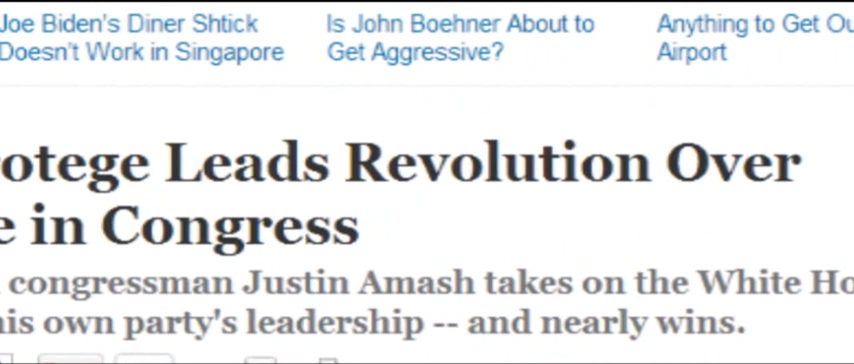 Joe Biden's Diner Shtick
Doesn't Work in Singapore
Is John Boehner About to
Get Aggressive?
Anything to Get Ou
Airport
otege Leads Revolution Over
e in Congress
congressman Justin Amash takes on the White Ho
his own party's leadership -- and nearly wins.